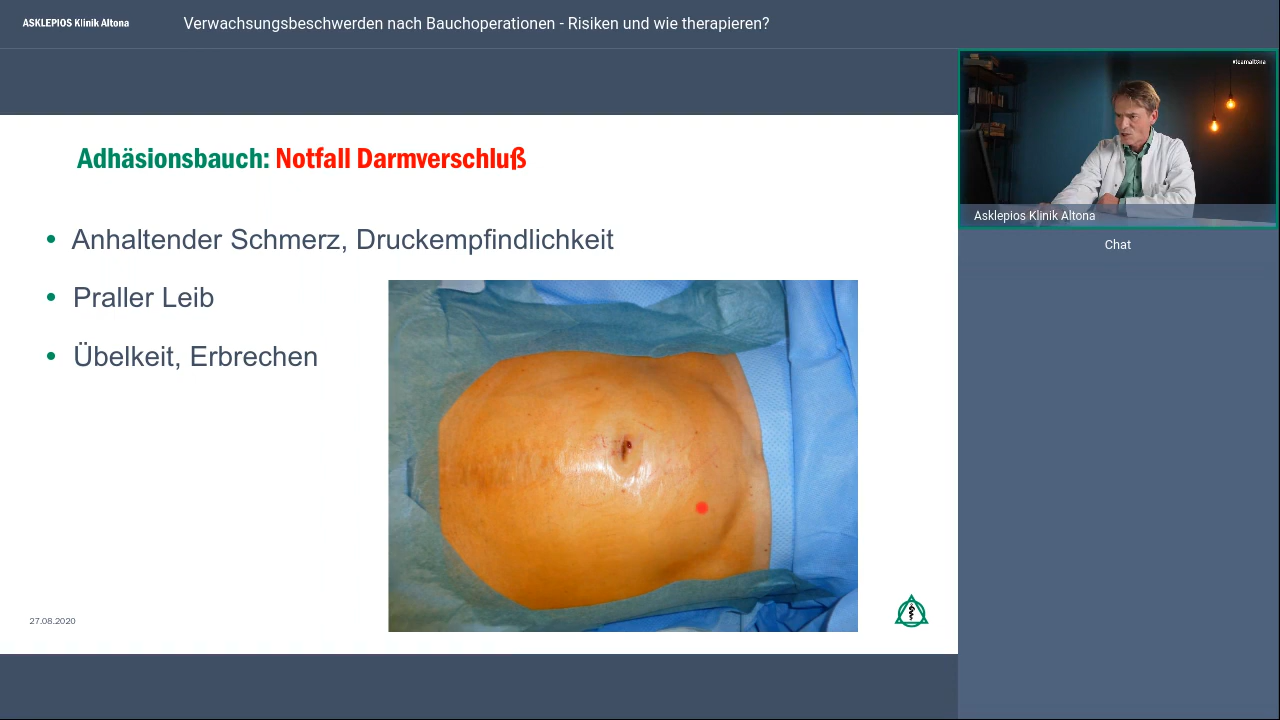 ASKLEPIOS Klinik Altona
Verwachsungsbeschwerden nach Bauchoperationen - Risiken und wie therapieren?
#teamaltona
Adhäsionsbauch: Notfall Darmverschluß
Asklepios Klinik Altona
Chat
• Anhaltender Schmerz, Druckempfindlichkeit
• Praller Leib
• Übelkeit, Erbrechen
27.08.2020